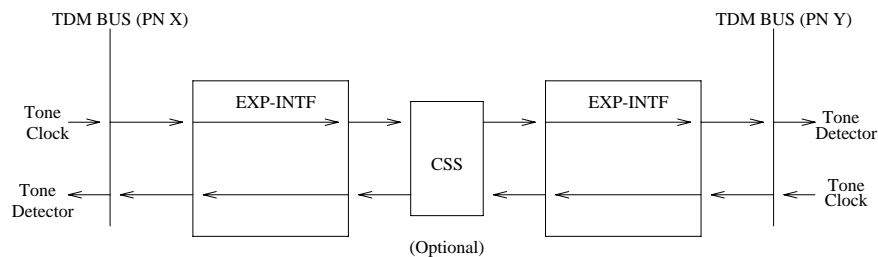 TDM BUS (PN X)
TDM BUS (PN Y)
EXP-INTF
EXP-INTF
Tone
Clock
Tone
Detector
CSS
Tone
Detector
Tone
Clock
(Optional)